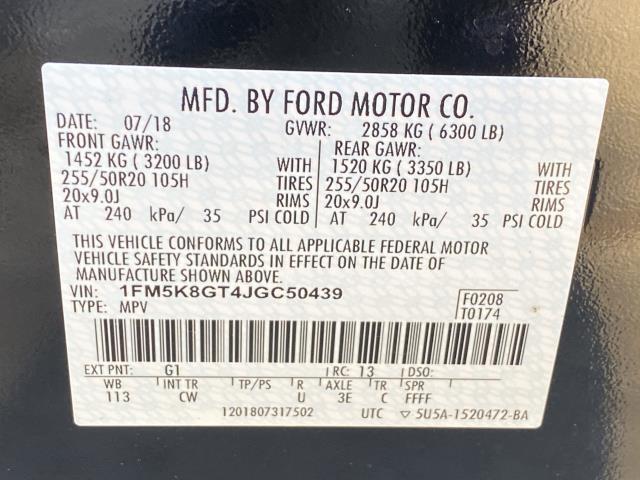 MFD. BY FORD MOTOR CO.
DATE: 07/18 GVWR: 2858 KG ( 6300 LB)
FRONT GAWR: REAR GAWR:
1452 KG ( 3200 LB) WITH 1520 KG ( 3350 LB) WITH
255/50R20 105H TIRES 255/50R20 105H TIRES
20x9.0J RIMS 20x9.0J RIMS
AT 240 kPa/ 35 PSI COLD AT 240 kPa/ 35 PSI COLD
THIS VEHICLE CONFORMS TO ALL APPLICABLE FEDERAL MOTOR
VEHICLE SAFETY STANDARDS IN EFFECT ON THE DATE OF
MANUFACTURE SHOWN ABOVE.
VIN: 1FM5K8GT4JGC50439 F0208
TYPE: MPV T0174
EXT PNT: G1 RC: 13 DSO:
WB INT TR TP/PS R AXLE TR SPR
113 CW U 3E C FFFF
1201807317502 UTC ▽ 5U5A-1520472-BA